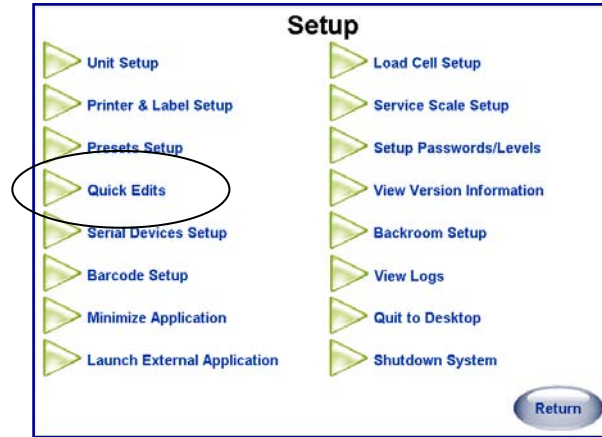 Setup
Unit Setup
Printer & Label Setup
Presets Setup
Quick Edits
Serial Devices Setup
Barcode Setup
Minimize Application
Launch External Application
Load Cell Setup
Service Scale Setup
Setup Passwords/Levels
View Version Information
Backroom Setup
View Logs
Quit to Desktop
Shutdown System
Return